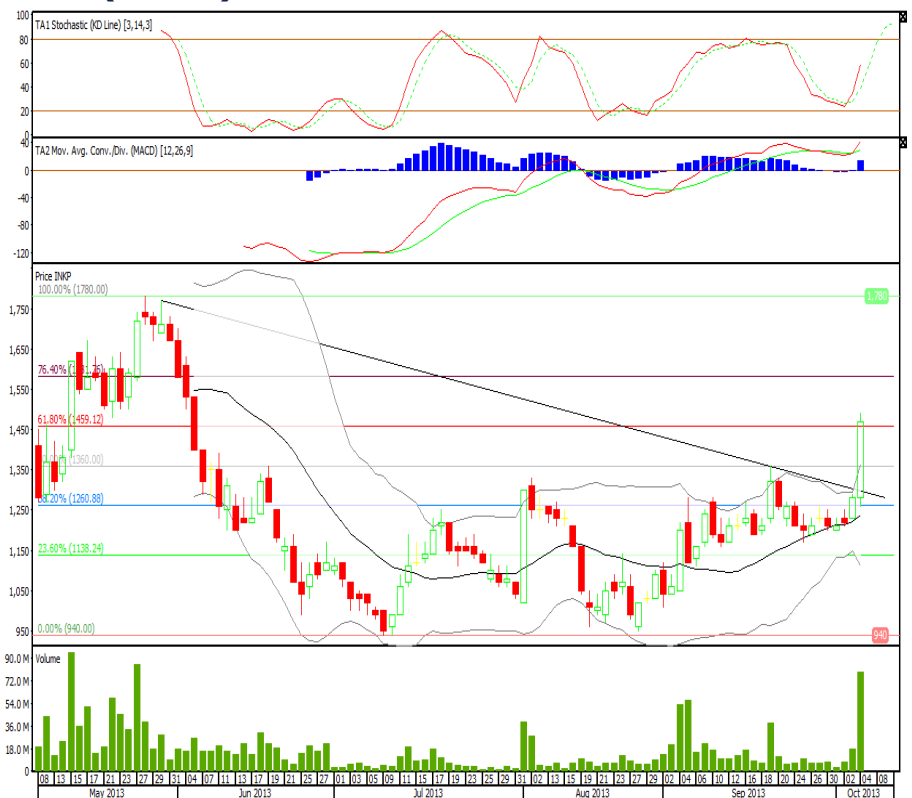 100
TA1 Stochastic (KD Line) [3,14,3]
80
60
40
20
0
40
TA2 Mov. Avg. Conv./Div. (MACD) [12,26,9]
0
-40
-80
-120
Price INKP
100.00% (1780.00)
1,780
1,750
1,650
76.40%
1,550
61.80% (1459.12)
1,450
(1360.00)
1,350
(1260.88)
1,250
23.60% (1138.24)
1,150
1,050
0.00% (940.00)
950
940
90.0 M
Volume
72.0 M
54.0 M
36.0 M
18.0 M
0
08 13 15 17 21 23 27 29 31 04 07 11 13 17 19 21 25 27 01 03 05 09 11 15 17 19 23 25 29 31 02 13 15 19 21 23 27 29 02 04 06 10 12 16 18 20 24 26 30 02 04 08
May 2013 Jun 2013 Jul 2013 Aug 2013 Sep 2013 Oct 2013